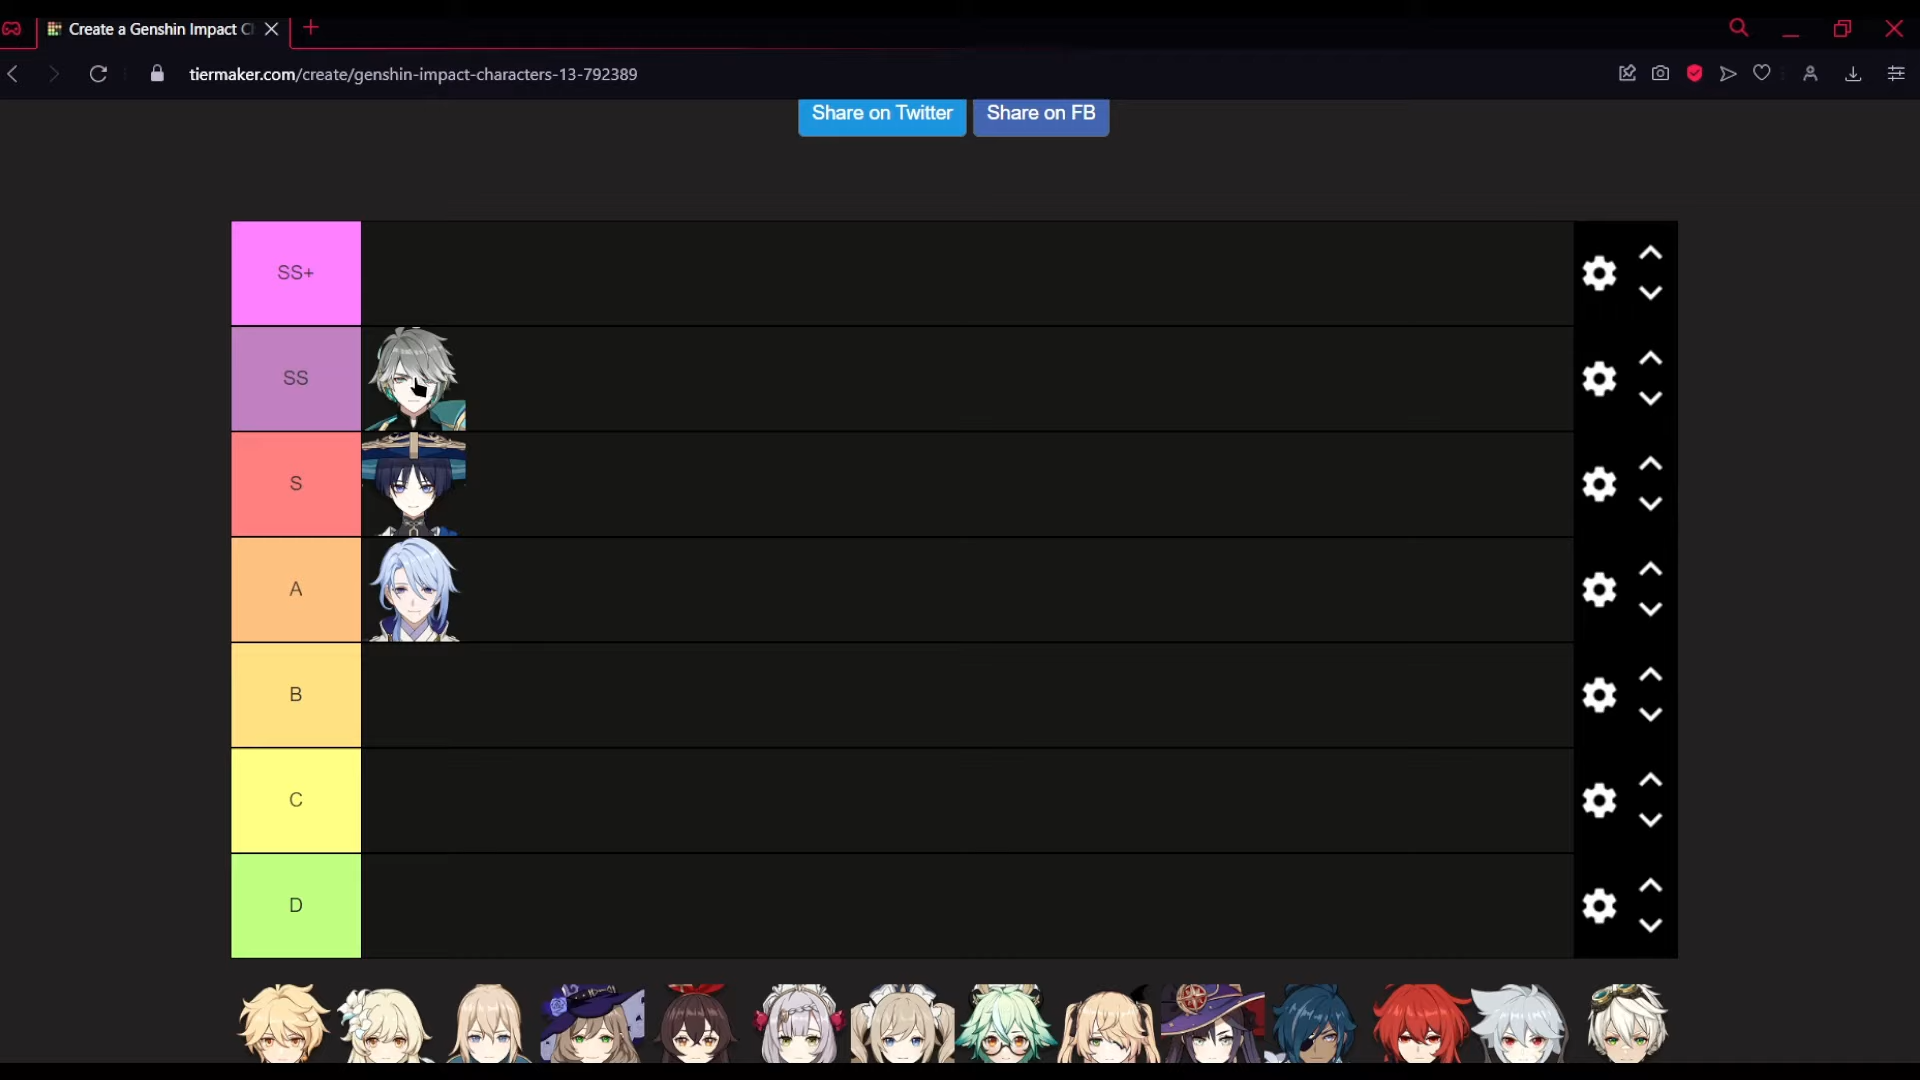 Create a Genshin Impact C
tiermaker.com/create/genshin-impact-characters-13-792389
Share on Twitter
Share on FB
SS+
SS
S
A
B
C
D